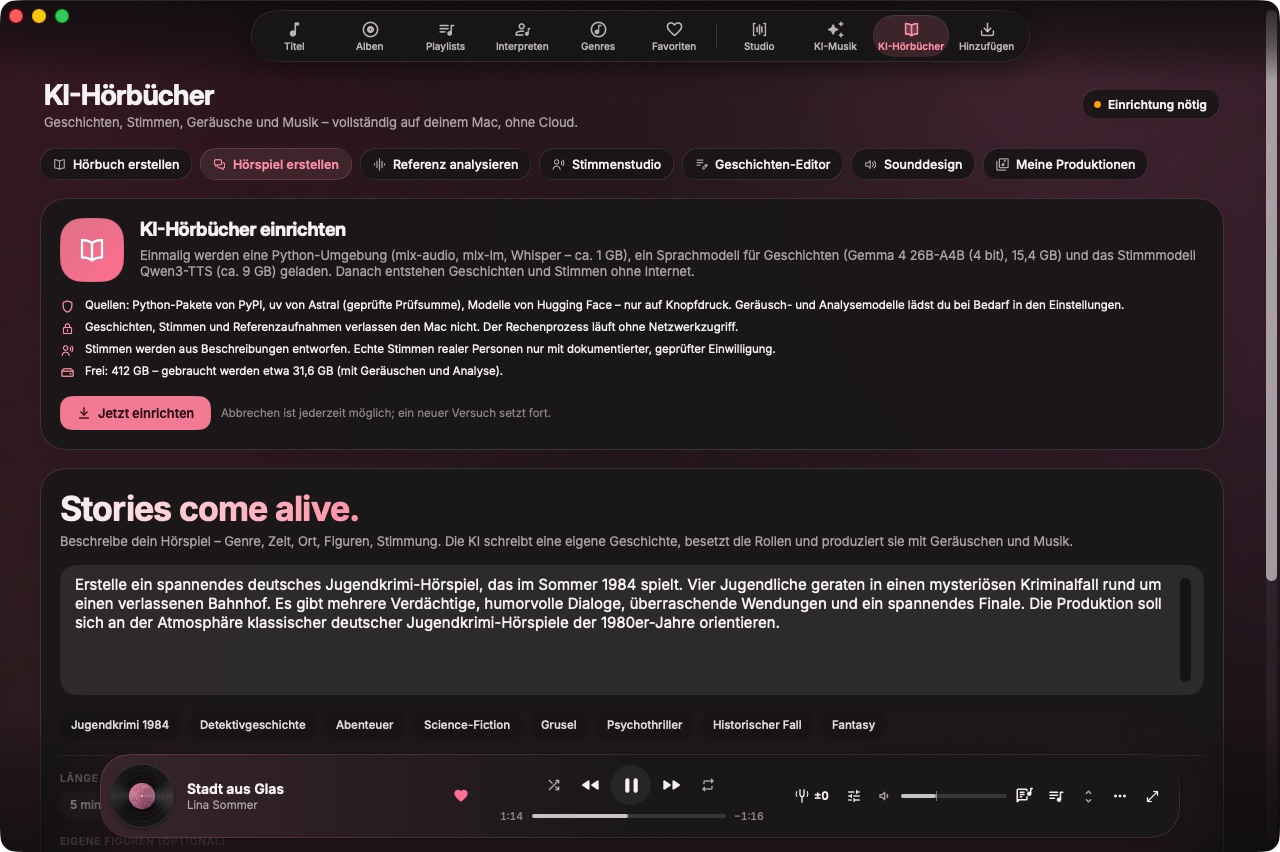 Titel
Alben
Playlists
Interpreten
Genres
Favoriten
Studio
KI-Musik
KI-Hörbücher
Hinzufügen
KI-Hörbücher
Geschichten, Stimmen, Geräusche und Musik – vollständig auf deinem Mac, ohne Cloud.
Einrichtung nötig
Hörbuch erstellen
Hörspiel erstellen
Referenz analysieren
Stimmenstudio
Geschichten-Editor
Sounddesign
Meine Produktionen
KI-Hörbücher einrichten
Einmalig werden eine Python-Umgebung (mlx-audio, mlx-lm, Whisper – ca. 1 GB), ein Sprachmodell für Geschichten (Gemma 4 26B-A4B (4 bit), 15,4 GB) und das Stimmmodell
Qwen3-TTS (ca. 9 GB) geladen. Danach entstehen Geschichten und Stimmen ohne Internet.
Quellen: Python-Pakete von PyPI, uv von Astral (geprüfte Prüfsumme), Modelle von Hugging Face – nur auf Knopfdruck. Geräusch- und Analysemodelle lädst du bei Bedarf in den Einstellungen.
Geschichten, Stimmen und Referenzaufnahmen verlassen den Mac nicht. Der Rechenprozess läuft ohne Netzwerkzugriff.
Stimmen werden aus Beschreibungen entworfen. Echte Stimmen realer Personen nur mit dokumentierter, geprüfter Einwilligung.
Frei: 412 GB – gebraucht werden etwa 31,6 GB (mit Geräuschen und Analyse).
Jetzt einrichten
Abbrechen ist jederzeit möglich; ein neuer Versuch setzt fort.
Stories come alive.
Beschreibe dein Hörspiel – Genre, Zeit, Ort, Figuren, Stimmung. Die KI schreibt eine eigene Geschichte, besetzt die Rollen und produziert sie mit Geräuschen und Musik.
Erstelle ein spannendes deutsches Jugendkrimi-Hörspiel, das im Sommer 1984 spielt. Vier Jugendliche geraten in einen mysteriösen Kriminalfall rund um
einen verlassenen Bahnhof. Es gibt mehrere Verdächtige, humorvolle Dialoge, überraschende Wendungen und ein spannendes Finale. Die Produktion soll
sich an der Atmosphäre klassischer deutscher Jugendkrimi-Hörspiele der 1980er-Jahre orientieren.
Jugendkrimi 1984
Detektivgeschichte
Abenteuer
Science-Fiction
Grusel
Psychothriller
Historischer Fall
Fantasy
LÄNGE
5 min
Stadt aus Glas
Lina Sommer
1:14
−1:16
±0
EIGENE FIGUREN (OPTIONAL)